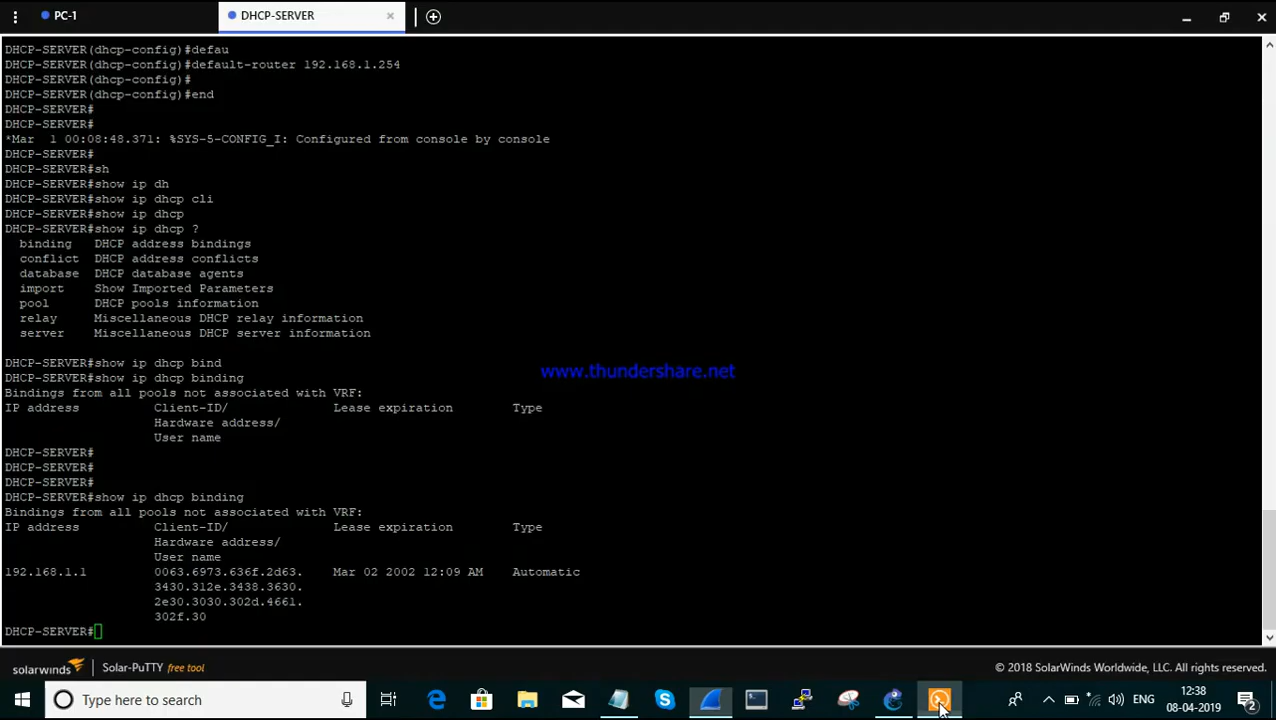 PC-1
DHCP-SERVER
DHCP-SERVER(dhcp-config)#defau
DHCP-SERVER(dhcp-config)#default-router 192.168.1.254
DHCP-SERVER(dhcp-config)#
DHCP-SERVER(dhcp-config)#end
DHCP-SERVER#
DHCP-SERVER#
*Mar  1 00:08:48.371: %SYS-5-CONFIG_I: Configured from console by console
DHCP-SERVER#
DHCP-SERVER#sh
DHCP-SERVER#show ip dh
DHCP-SERVER#show ip dhcp cli
DHCP-SERVER#show ip dhcp
DHCP-SERVER#show ip dhcp ?
binding   DHCP address bindings
conflict  DHCP address conflicts
database  DHCP database agents
import    Show Imported Parameters
pool      DHCP pools information
relay     Miscellaneous DHCP relay information
server    Miscellaneous DHCP server information
DHCP-SERVER#show ip dhcp bind
www.thundershare.net
DHCP-SERVER#show ip dhcp binding
Bindings from all pools not associated with VRF:
IP address          Client-ID/              Lease expiration        Type
Hardware address/
User name
DHCP-SERVER#
DHCP-SERVER#
DHCP-SERVER#
DHCP-SERVER#show ip dhcp binding
Bindings from all pools not associated with VRF:
IP address          Client-ID/              Lease expiration        Type
Hardware address/
User name
192.168.1.1         0063.6973.636f.2d63.    Mar 02 2002 12:09 AM    Automatic
3430.312e.3438.3630.
2e30.3030.302d.4661.
302f.30
DHCP-SERVER#
solarwinds | Solar-PuTTY free tool
© 2018 SolarWinds Worldwide, LLC. All rights reserved.
Type here to search
ENG
12:38
08-04-2019
2